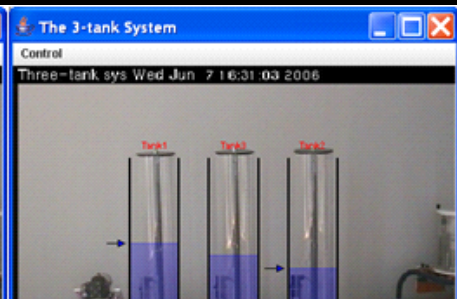 The 3-tank System
Control
Three-tank sys Wed Jun 7 16:31:03 2006
Tank1 Tank3 Tank2